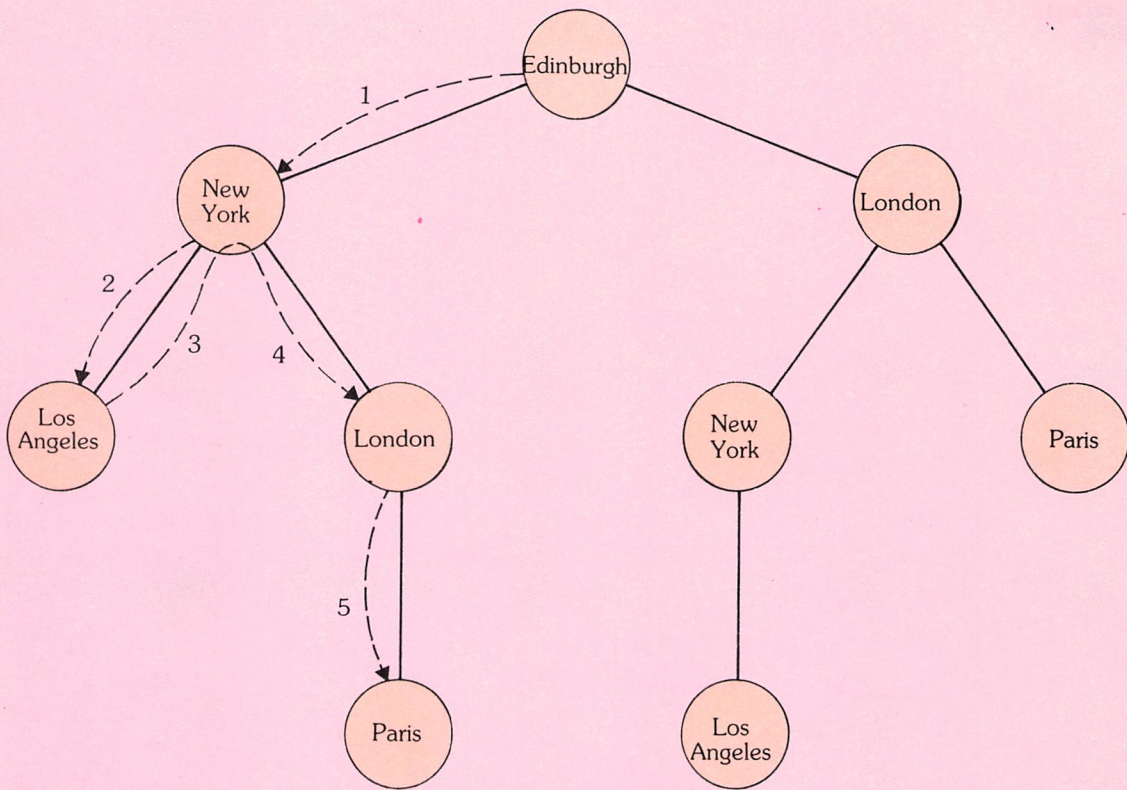 Edinburgh
1
New
York
London
2
3
4
Los
Angeles
London
New
York
Paris
5
Paris
Los
Angeles